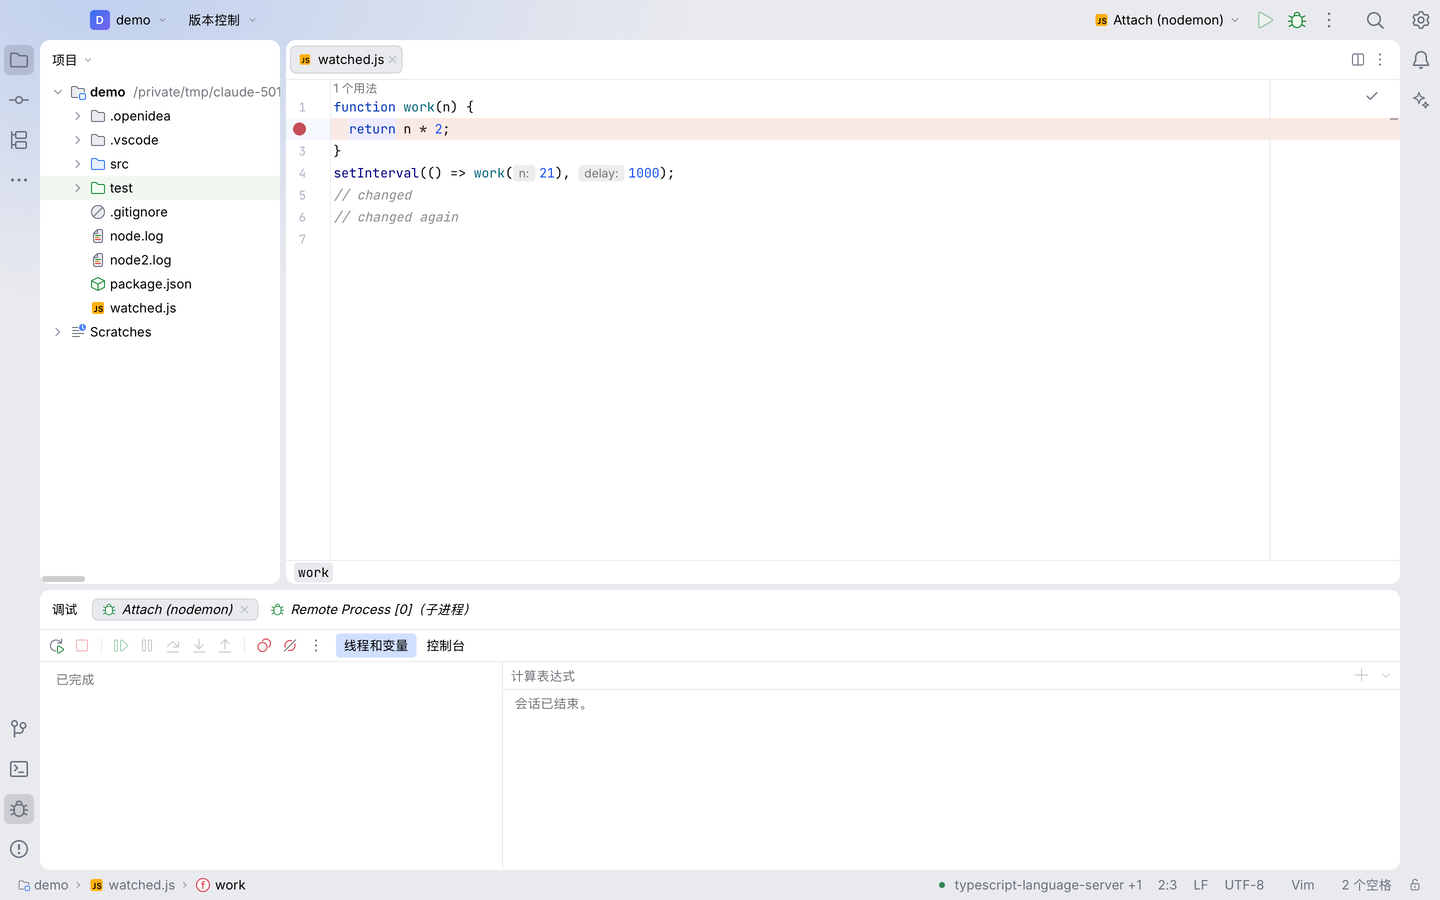 D demo 版本控制 JS Attach (nodemon)
项目
demo /private/tmp/claude-501
.openidea
.vscode
src
test
.gitignore
node.log
node2.log
package.json
JS watched.js
Scratches
JS watched.js
1 个用法
1 function work(n) {
return n * 2;
3 }
4 setInterval(() => work( n: 21), delay: 1000);
5 // changed
6 // changed again
7
work
调试 Attach (nodemon) Remote Process [0]（子进程）
线程和变量 控制台
已完成
计算表达式
会话已结束。
demo JS watched.js f work typescript-language-server +1 2:3 LF UTF-8 Vim 2 个空格